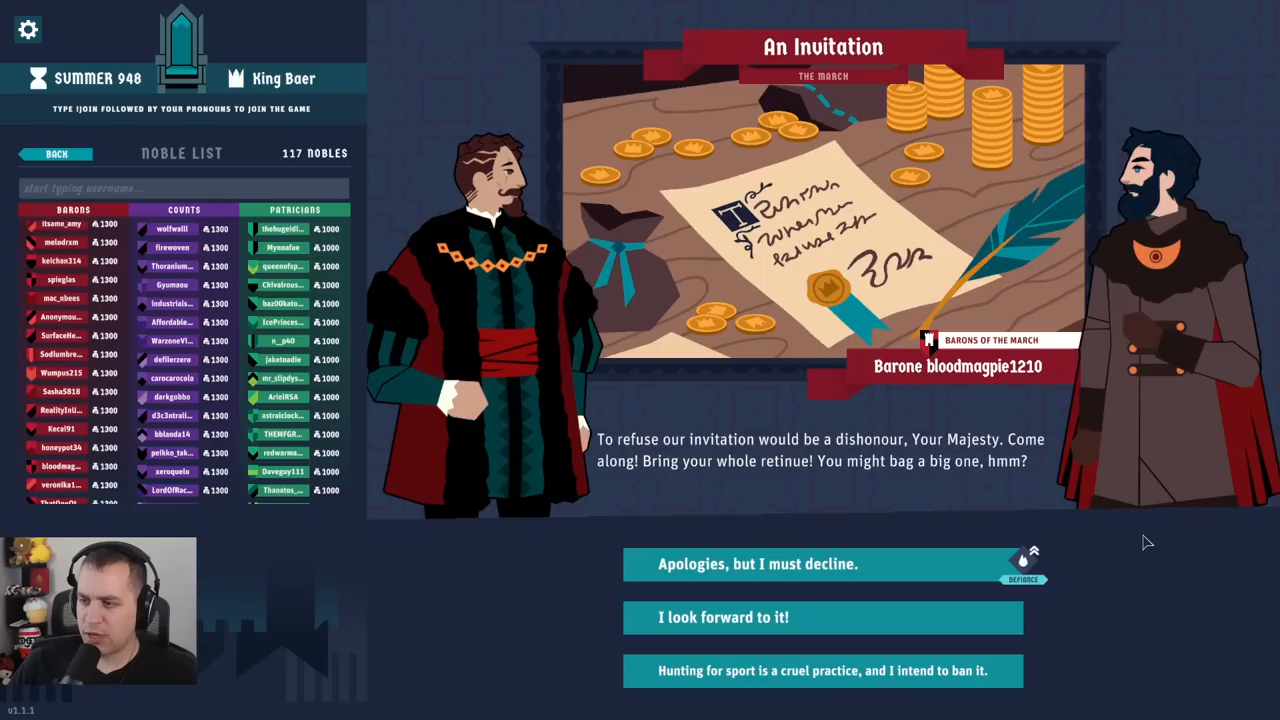 SUMMER 948
King Baer
TYPE !JOIN FOLLOWED BY YOUR PRONOUNS TO JOIN THE GAME
BACK
NOBLE LIST
117 NOBLES
start typing username...
BARONS
COUNTS
PATRICIANS
itsame_amy 1300
wolfwalll 1300
thehugeidi... 1000
melodrxm 1300
firewoven 1300
Mynnafae 1000
keichan314 1300
Thoranium... 1300
queenofsp... 1000
spieglas 1300
Gyumaou 1300
Chivairous... 1000
mac_nbees 1300
industrials... 1300
baz00kato... 1000
Anonymou... 1300
Affordable... 1300
IcePrinces... 1000
SurfaceHe... 1300
WarzoneVi... 1300
n__p40 1000
Sodiumbre... 1300
defilerzero 1300
jaketoadie 1000
Wumpus215 1300
carocarocola 1300
mr_slipdys... 1000
Sasha5818 1300
darkgobbo 1300
ArielRSA 1000
RealityInU... 1300
d3c3ntrali... 1300
astralclock... 1000
Kecal91 1300
bblanda14 1300
THEMFGR... 1000
honeypot34 1300
peikko_tak... 1300
redwarma... 1000
bloodmag... 1300
xeroquelo 1300
Daveguy111 1000
veronika1... 1300
LordOfRac... 1300
Thanatos_... 1000
An Invitation
THE MARCH
BARONS OF THE MARCH
Barone bloodmagpie1210
To refuse our invitation would be a dishonour, Your Majesty. Come
along! Bring your whole retinue! You might bag a big one, hmm?
Apologies, but I must decline.
DEFIANCE
I look forward to it!
Hunting for sport is a cruel practice, and I intend to ban it.
v1.1.1